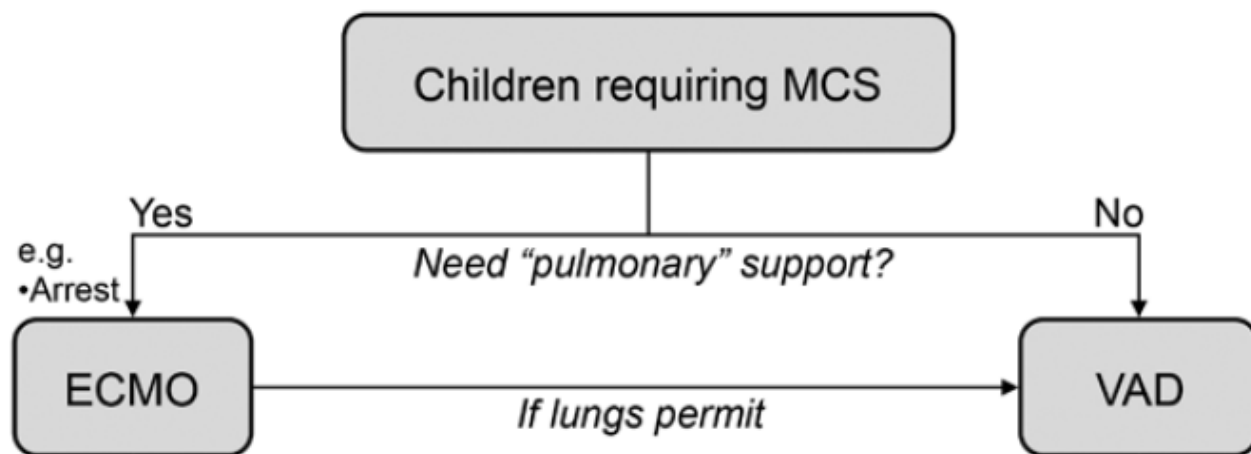 Children requiring MCS
Yes
No
e.g.
•Arrest
Need “pulmonary” support?
ECMO
VAD
If lungs permit